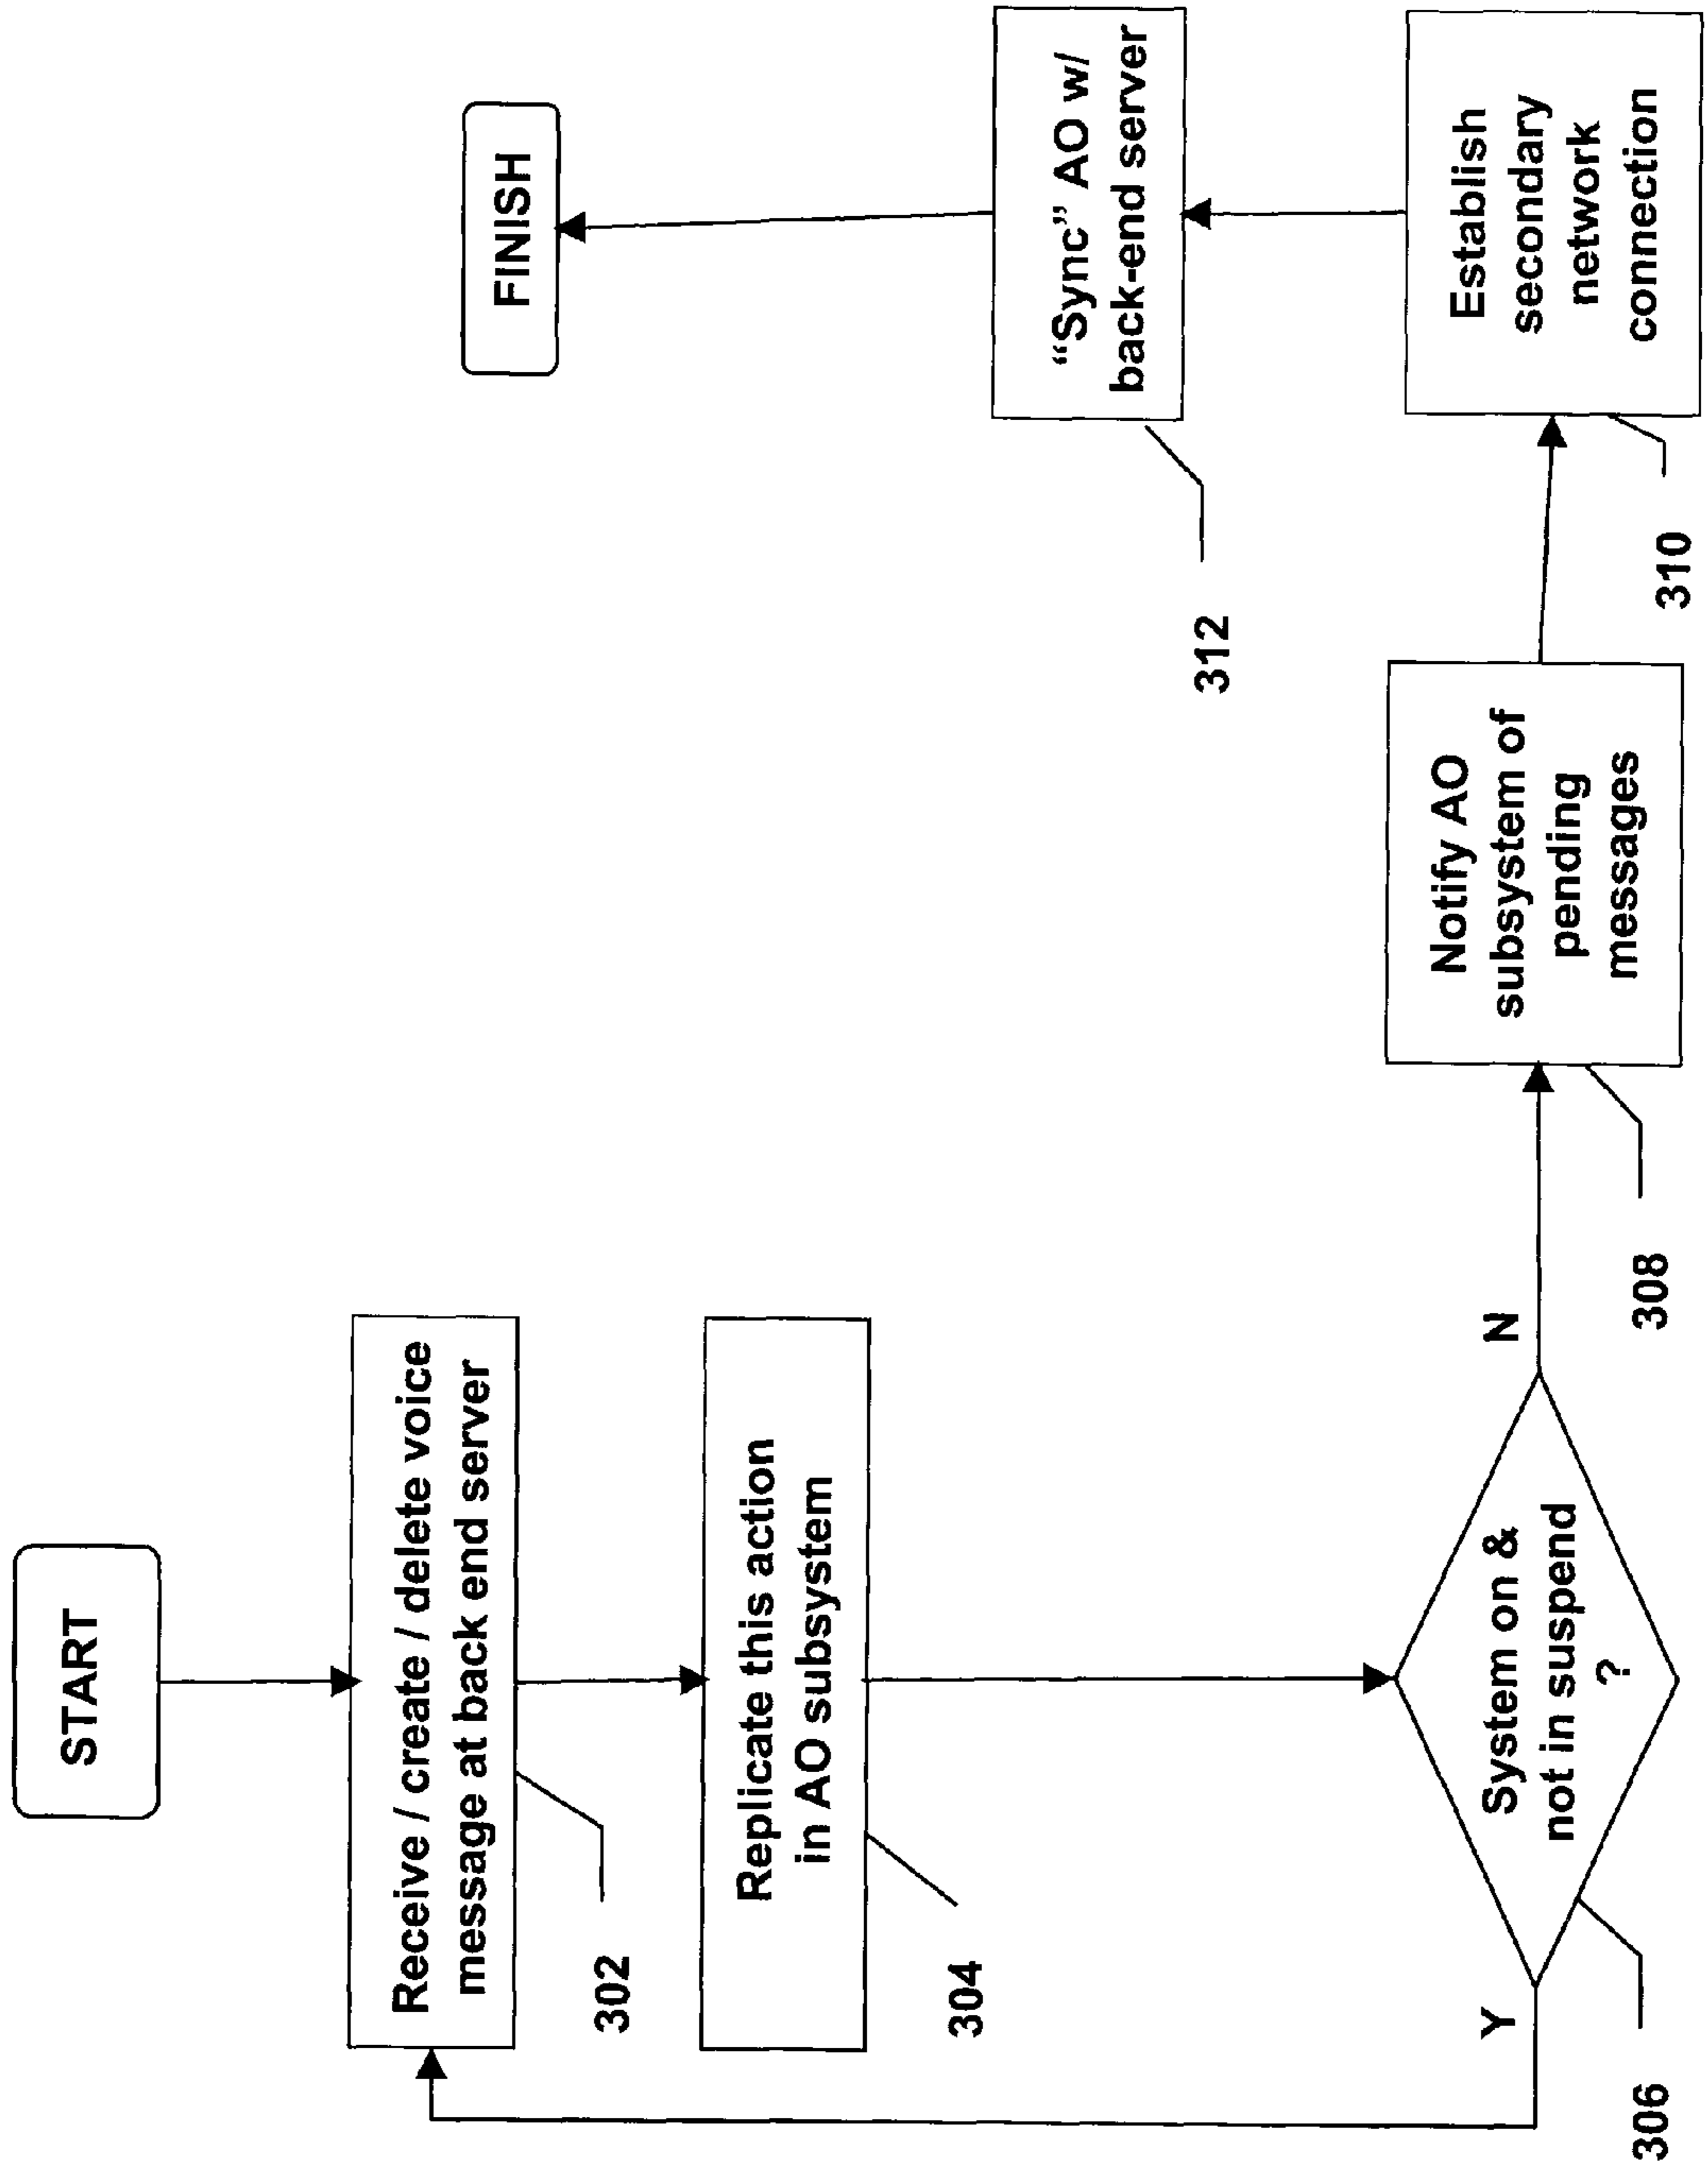 START
Receive / create / delete voice
message at back end server
302
Replicate this action
in AO subsystem
304
System on &
not in suspend
?
Y
N
306
Notify AO
subsystem of
pending
messages
308
Establish
secondary
network
connection
310
“Sync” AO w/
back-end server
312
FINISH